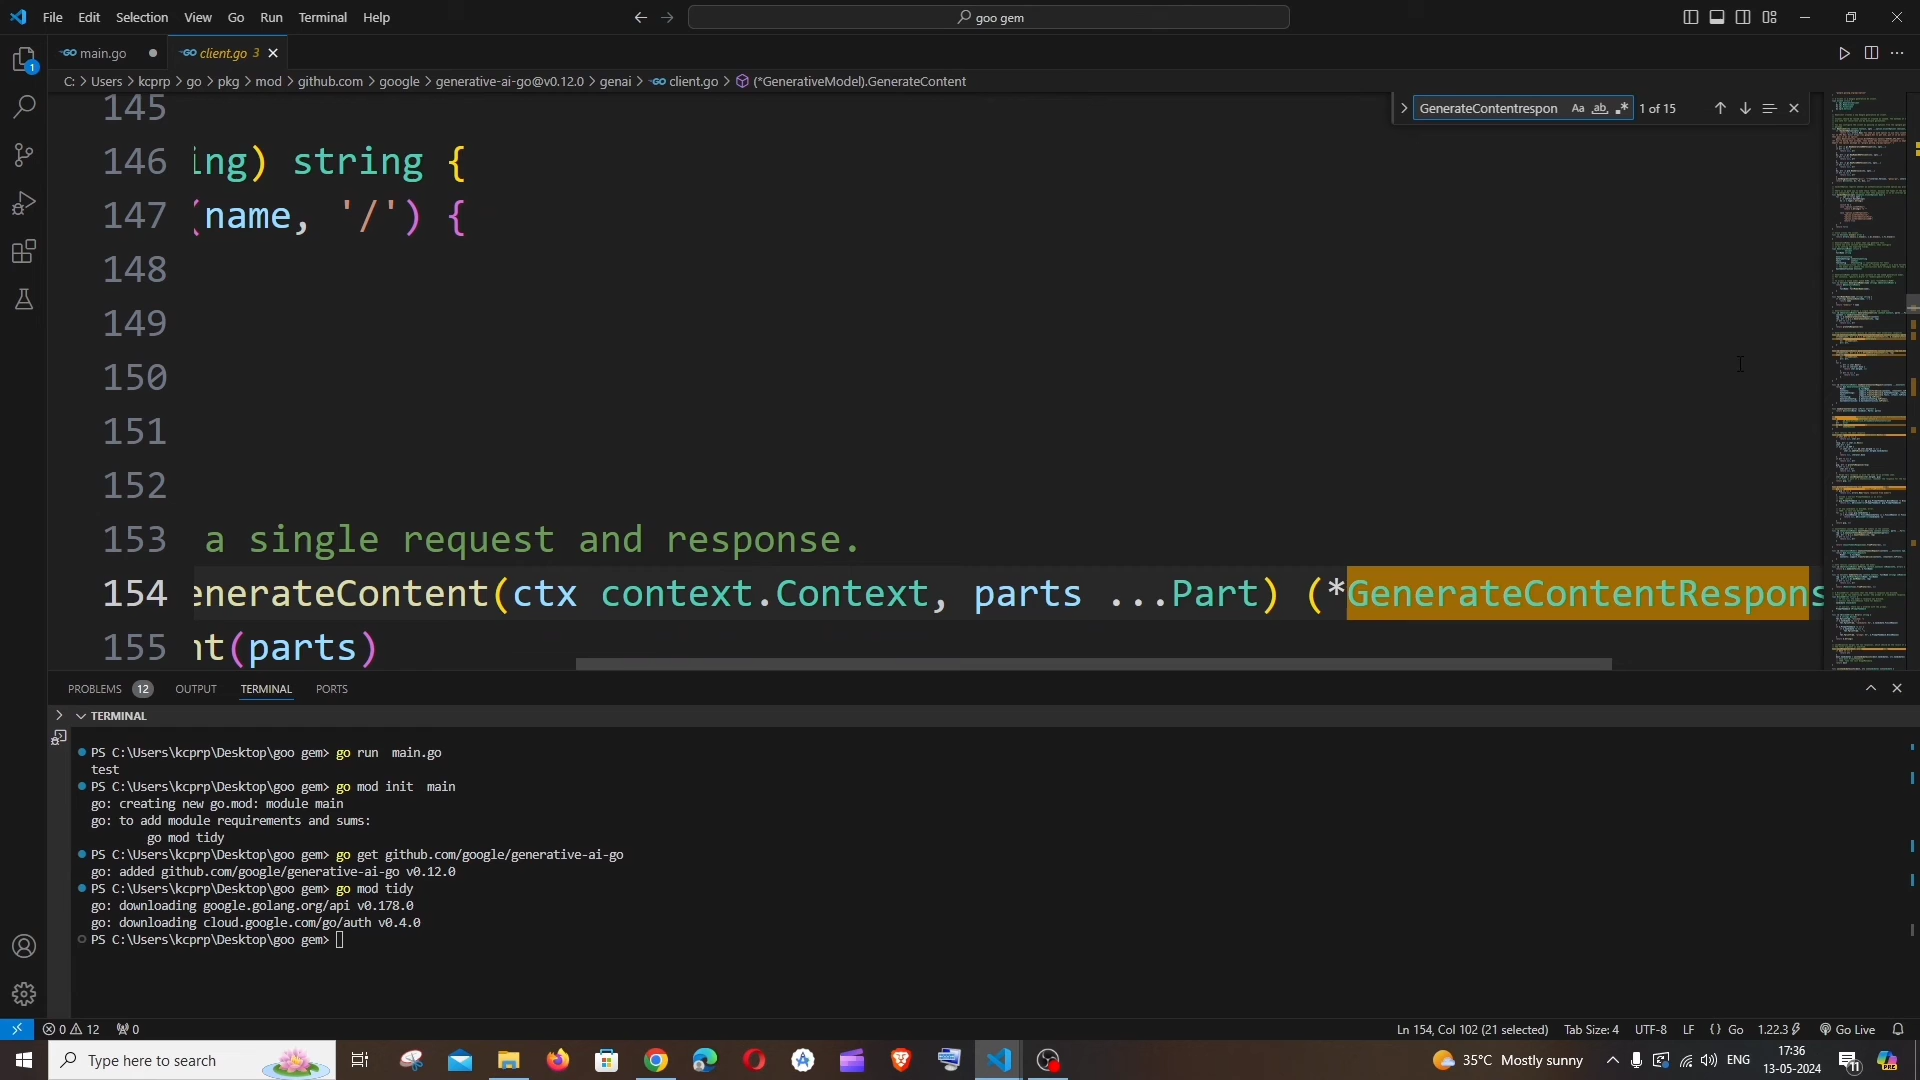 File Edit Selection View Go Run Terminal Help
goo gem
main.go
client.go 3
C: > Users > kcprp > go > pkg > mod > github.com > google > generative-ai-go@v0.12.0 > genai > client.go > (*GenerativeModel).GenerateContent
GenerateContentrespon Aa ab .* 1 of 15
145
146 ing) string {
147 (name, '/') {
148
149
150
151
152
153 a single request and response.
154 enerateContent(ctx context.Context, parts ...Part) (*GenerateContentRespons
155 nt(parts)
PROBLEMS 12 OUTPUT TERMINAL PORTS
TERMINAL
PS C:\Users\kcprp\Desktop\goo gem> go run  main.go
test
PS C:\Users\kcprp\Desktop\goo gem> go mod init  main
go: creating new go.mod: module main
go: to add module requirements and sums:
go mod tidy
PS C:\Users\kcprp\Desktop\goo gem> go get github.com/google/generative-ai-go
go: added github.com/google/generative-ai-go v0.12.0
PS C:\Users\kcprp\Desktop\goo gem> go mod tidy
go: downloading google.golang.org/api v0.178.0
go: downloading cloud.google.com/go/auth v0.4.0
PS C:\Users\kcprp\Desktop\goo gem>
0 12 0
Ln 154, Col 102 (21 selected) Tab Size: 4 UTF-8 LF {} Go 1.22.3 Go Live
Type here to search
35°C Mostly sunny
ENG
17:36
13-05-2024
11